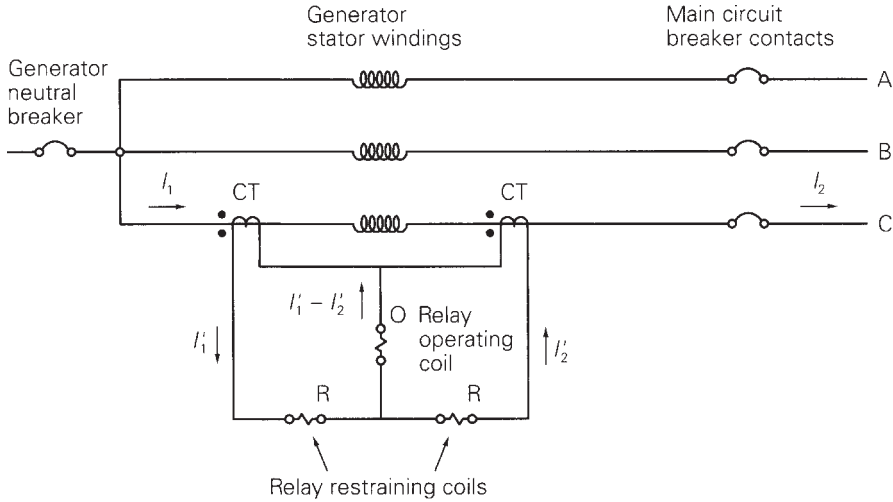 Generator
stator windings
Main circuit
breaker contacts
Generator
neutral
breaker
A
B
I₁
CT
CT
I₂
C
I′₁ – I′₂
O Relay
operating
coil
I′₁
I′₂
R
R
Relay restraining coils